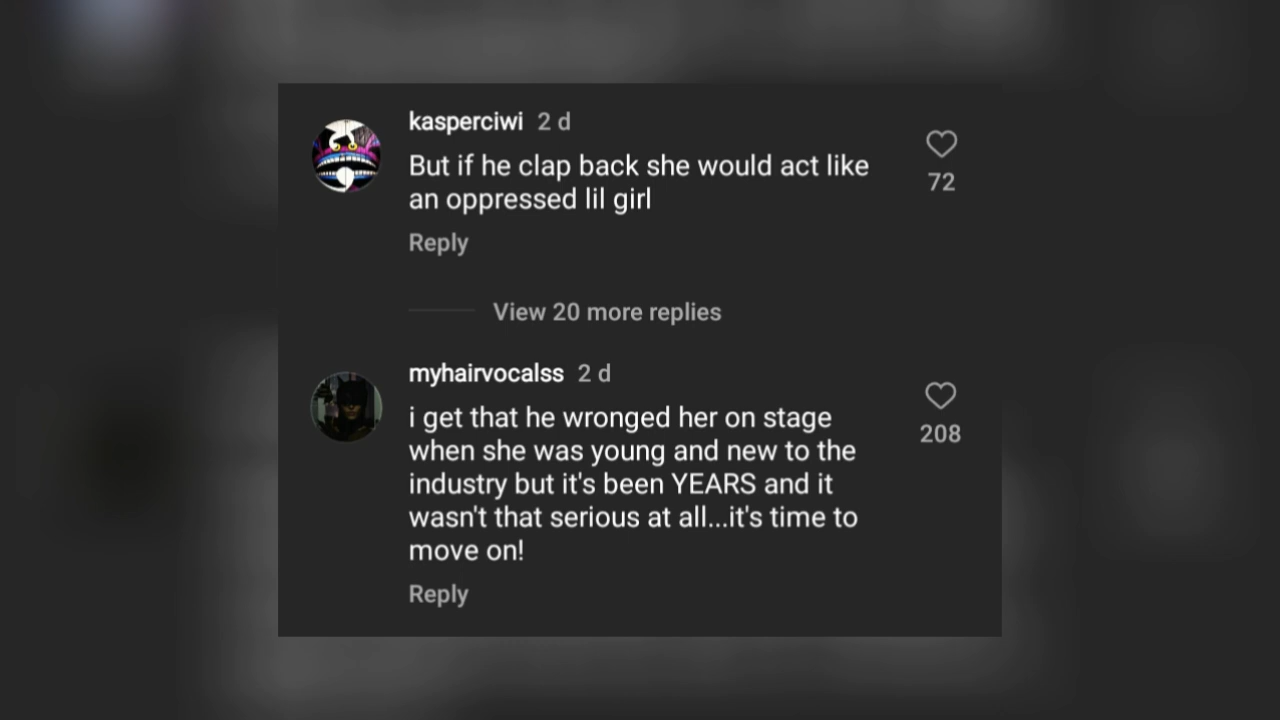 kasperciwi 2 d
But if he clap back she would act like
an oppressed lil girl
72
Reply
View 20 more replies
myhairvocalss 2 d
i get that he wronged her on stage
when she was young and new to the
industry but it's been YEARS and it
wasn't that serious at all...it's time to
move on!
208
Reply